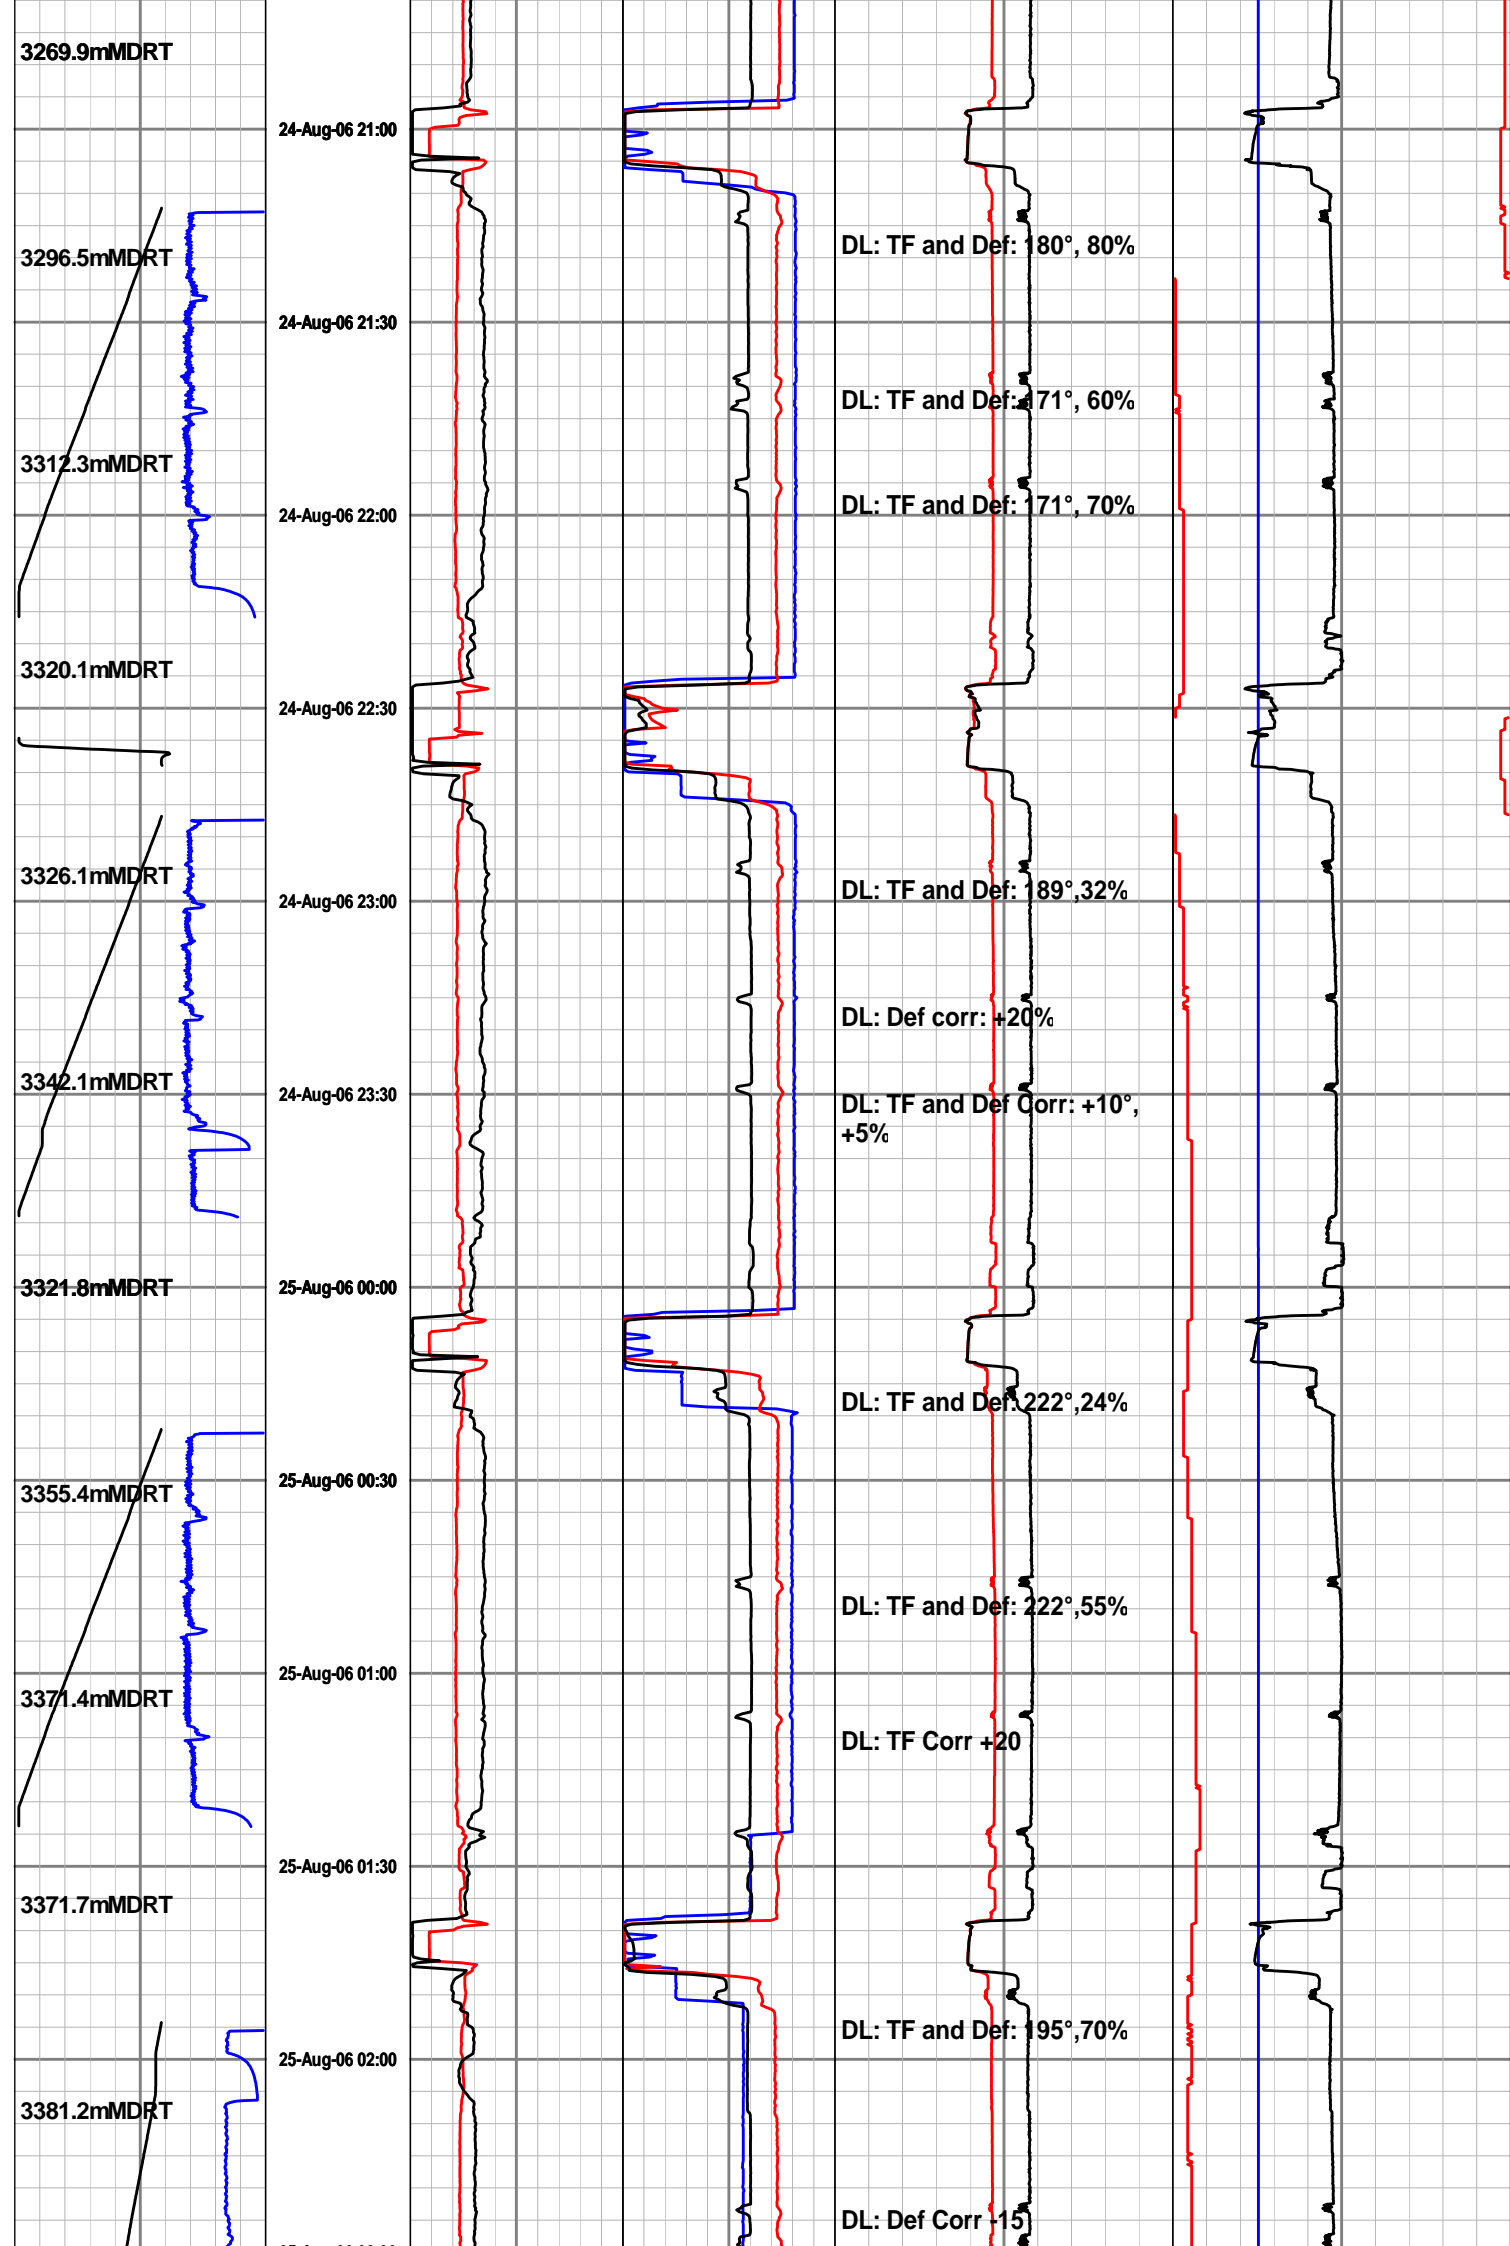 3269.9mMDRT
24-Aug-06 21:00
DL: TF and Def: 180°, 80%
3296.5mMDRT
24-Aug-06 21:30
DL: TF and Def: 171°, 60%
3312.3mMDRT
DL: TF and Def: 171°, 70%
24-Aug-06 22:00
3320.1mMDRT
24-Aug-06 22:30
3326.1mMDRT
DL: TF and Def: 189°,32%
24-Aug-06 23:00
DL: Def corr: +20%
3342.1mMDRT
24-Aug-06 23:30
DL: TF and Def Corr: +10°,
+5%
3321.8mMDRT
25-Aug-06 00:00
DL: TF and Def: 222°,24%
25-Aug-06 00:30
3355.4mMDRT
DL: TF and Def: 222°,55%
25-Aug-06 01:00
3371.4mMDRT
DL: TF Corr +20
25-Aug-06 01:30
3371.7mMDRT
DL: TF and Def: 195°,70%
25-Aug-06 02:00
3381.2mMDRT
DL: Def Corr -15